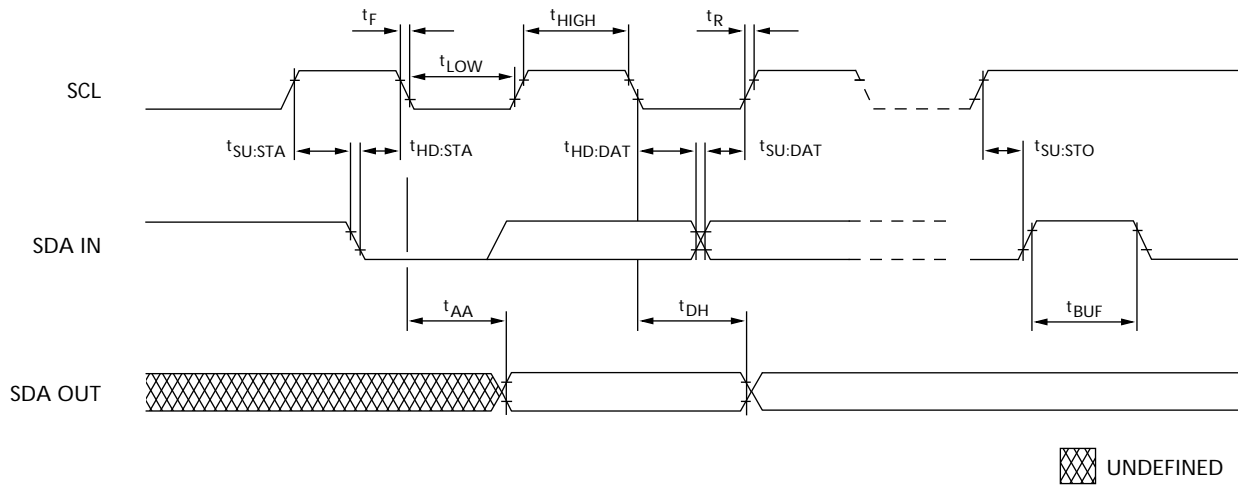 tF
tHIGH
tR
tLOW
SCL
tSU:STA
tHD:STA
tHD:DAT
tSU:DAT
tSU:STO
SDA IN
tAA
tDH
tBUF
SDA OUT
UNDEFINED